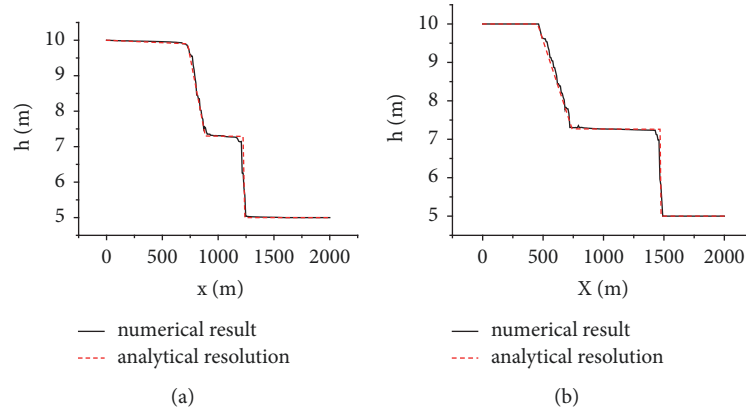 10
9
8
7
6
5
h (m)
0 500 1000 1500 2000
x (m)
numerical result
analytical resolution
(a)
10
9
8
7
6
5
h (m)
0 500 1000 1500 2000
X (m)
numerical result
analytical resolution
(b)